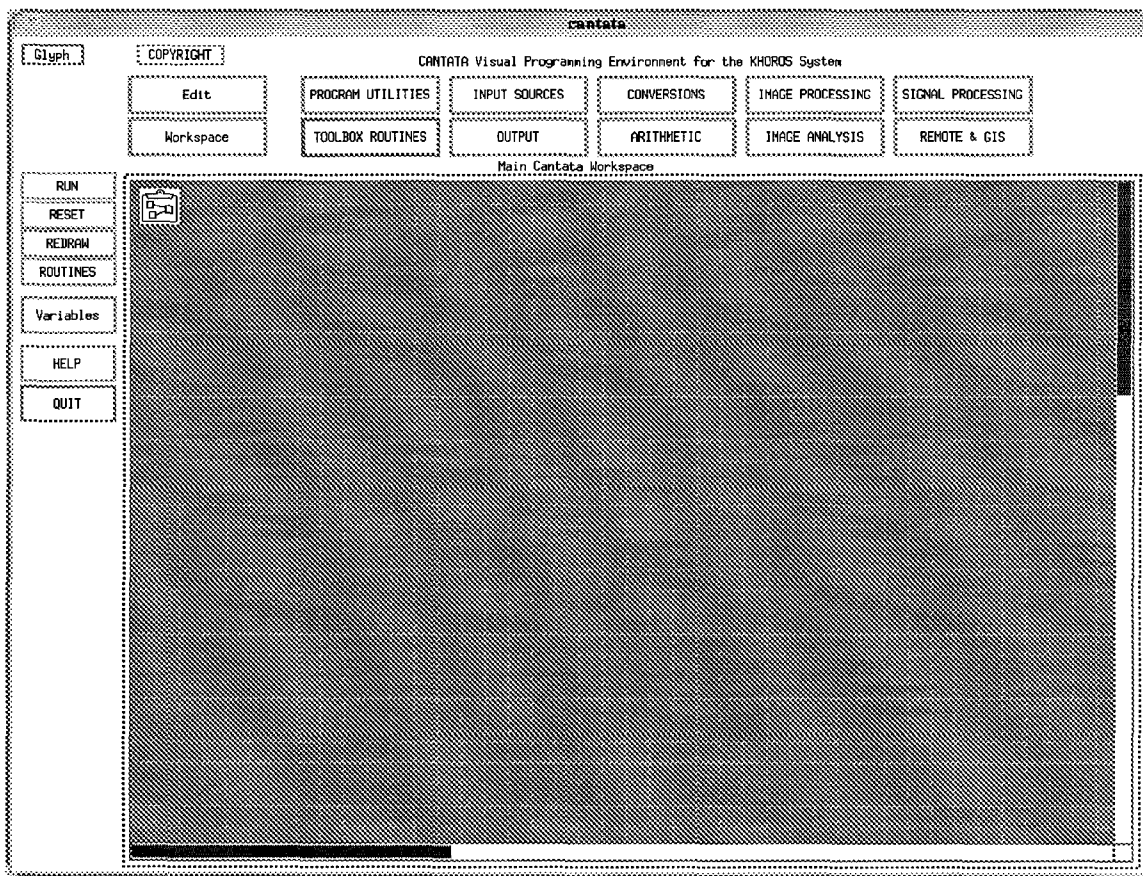 cantata
Glyph COPYRIGHT
CANTATA Visual Programming Environment for the KHOROS System
Edit PROGRAM UTILITIES INPUT SOURCES CONVERSIONS IMAGE PROCESSING SIGNAL PROCESSING
Workspace TOOLBOX ROUTINES OUTPUT ARITHMETIC IMAGE ANALYSIS REMOTE & GIS
Main Cantata Workspace
RUN
RESET
REDRAW
ROUTINES
Variables
HELP
QUIT